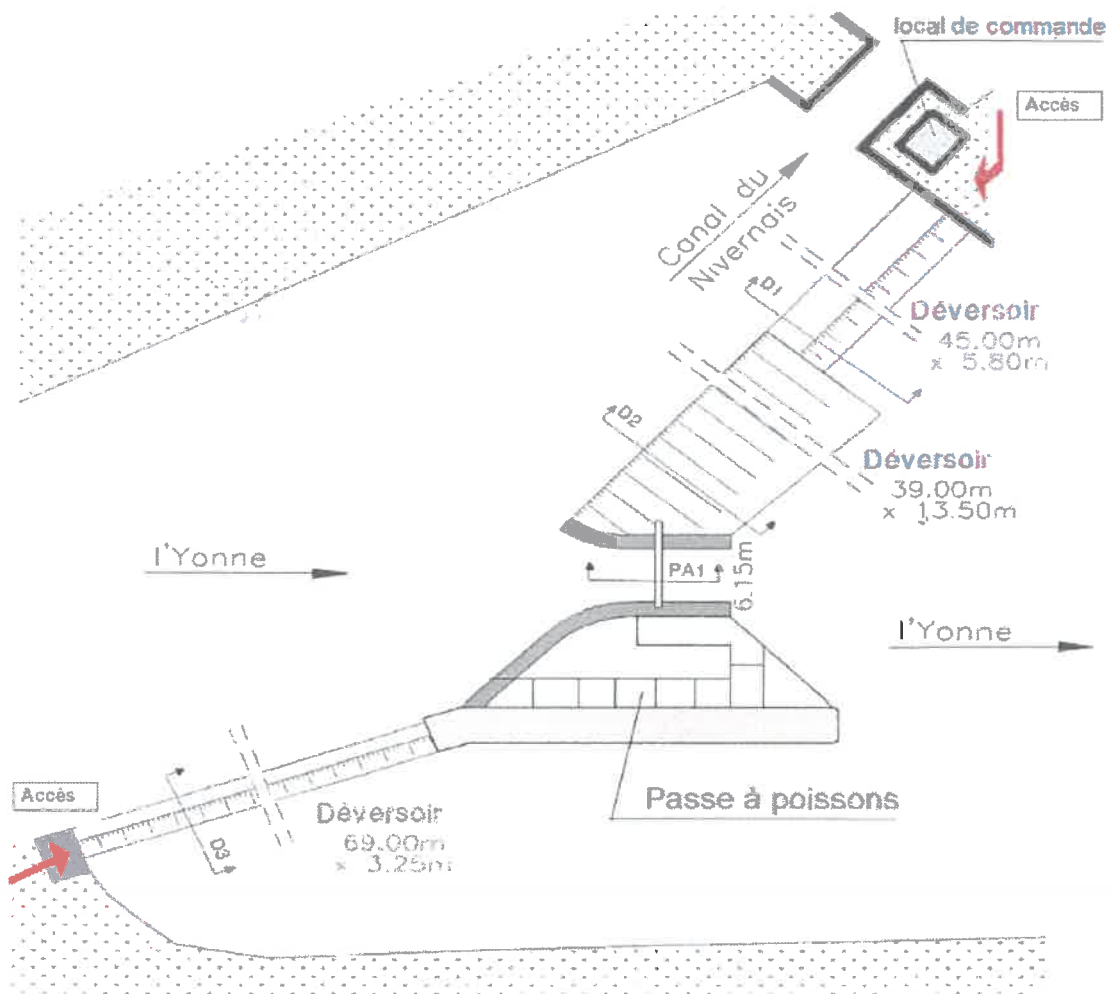 local de commande
Accès
Canal du
Nivernais
D1
Déversoir
45.00m
x 5.80m
D2
Déversoir
39.00m
x 13.50m
l'Yonne
PA1
6.15m
l'Yonne
Accès
D3
Déversoir
69.00m
x 3.25m
Passe à poissons